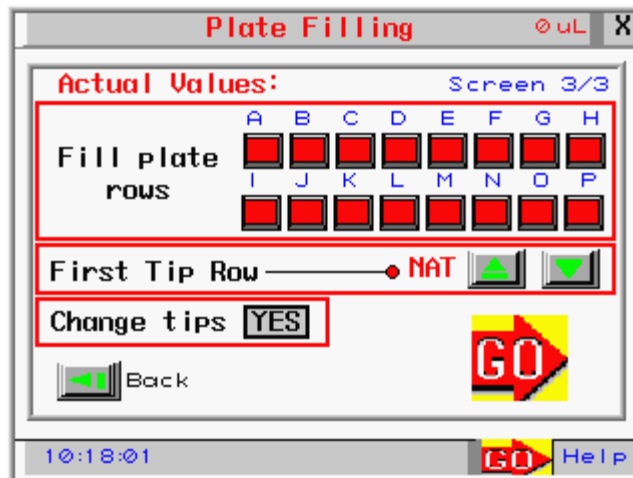 Plate Filling 0uL X
Actual Values: Screen 3/3
A B C D E F G H
Fill plate
rows
I J K L M N O P
First Tip Row NAT
Change tips YES
GO
Back
10:18:01 GO Help